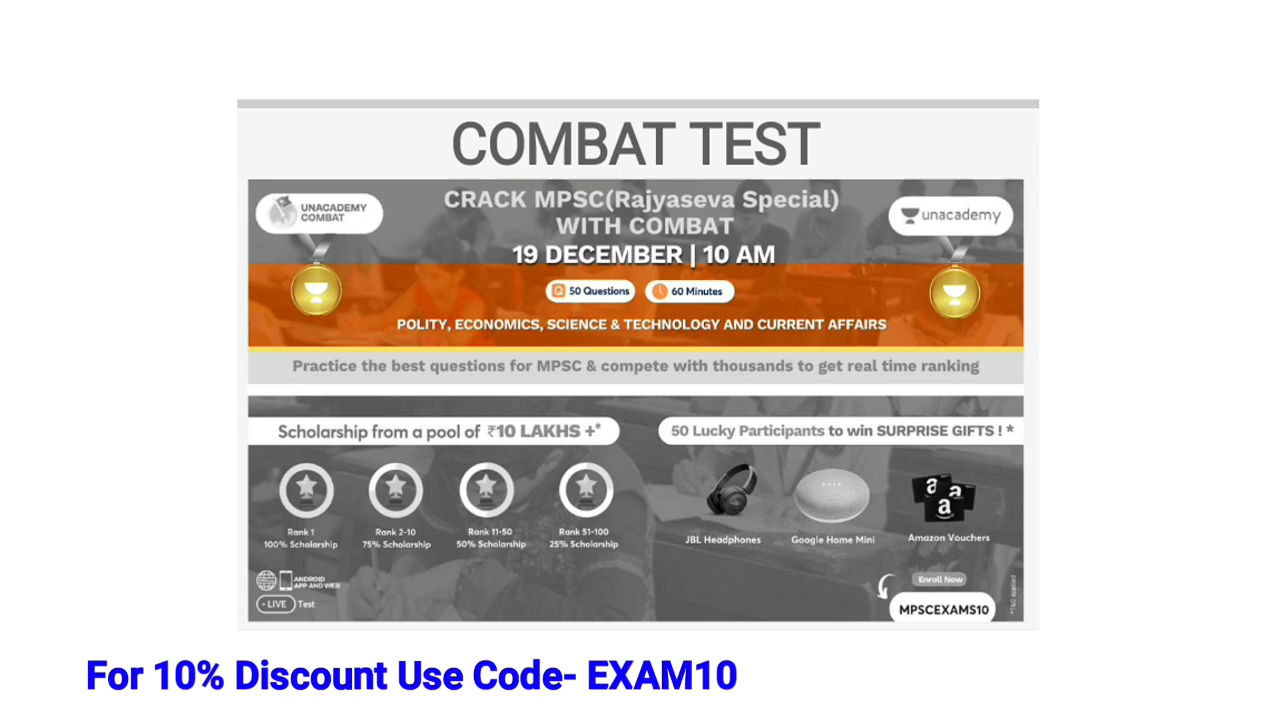 COMBAT TEST
UNACADEMY
COMBAT
CRACK MPSC(Rajyaseva Special)
WITH COMBAT
19 DECEMBER | 10 AM
unacademy
50 Questions
60 Minutes
POLITY, ECONOMICS, SCIENCE & TECHNOLOGY AND CURRENT AFFAIRS
Practice the best questions for MPSC & compete with thousands to get real time ranking
Scholarship from a pool of ₹10 LAKHS +*
Rank 1
100% Scholarship
Rank 2-10
75% Scholarship
Rank 11-50
50% Scholarship
Rank 51-100
25% Scholarship
50 Lucky Participants to win SURPRISE GIFTS ! *
JBL Headphones
Google Home Mini
a
a
a
Amazon Vouchers
ANDROID
APP AND WEB
• LIVE Test
Enroll Now
MPSCEXAMS10
*T&C applied
For 10% Discount Use Code- EXAM10